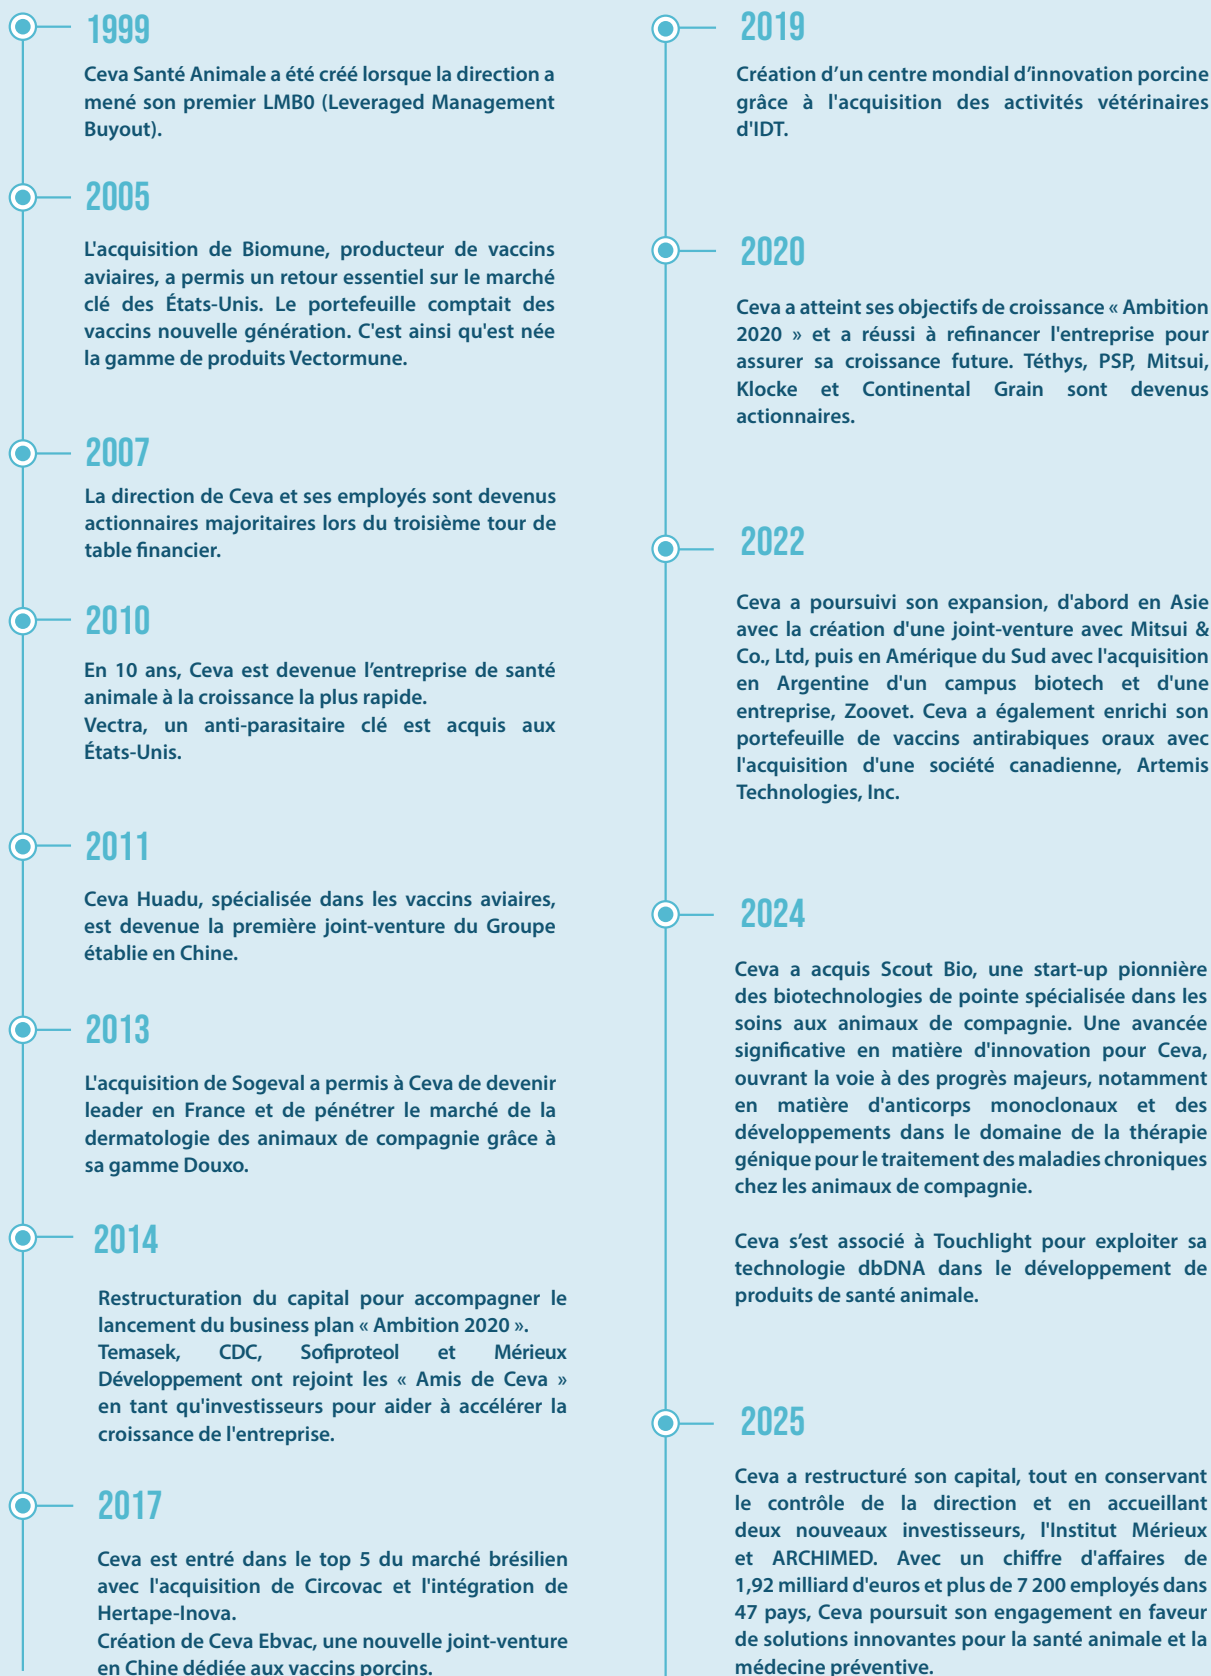 1999
Ceva Santé Animale a été créé lorsque la direction a
mené son premier LMB0 (Leveraged Management
Buyout).
2005
L'acquisition de Biomune, producteur de vaccins
aviaires, a permis un retour essentiel sur le marché
clé des États-Unis. Le portefeuille comptait des
vaccins nouvelle génération. C'est ainsi qu'est née
la gamme de produits Vectormune.
2007
La direction de Ceva et ses employés sont devenus
actionnaires majoritaires lors du troisième tour de
table financier.
2010
En 10 ans, Ceva est devenue l’entreprise de santé
animale à la croissance la plus rapide.
Vectra, un anti-parasitaire clé est acquis aux
États-Unis.
2011
Ceva Huadu, spécialisée dans les vaccins aviaires,
est devenue la première joint-venture du Groupe
établie en Chine.
2013
L'acquisition de Sogeval a permis à Ceva de devenir
leader en France et de pénétrer le marché de la
dermatologie des animaux de compagnie grâce à
sa gamme Douxo.
2014
Restructuration du capital pour accompagner le
lancement du business plan « Ambition 2020 ».
Temasek, CDC, Sofiproteol et Mérieux
Développement ont rejoint les « Amis de Ceva »
en tant qu'investisseurs pour aider à accélérer la
croissance de l'entreprise.
2017
Ceva est entré dans le top 5 du marché brésilien
avec l'acquisition de Circovac et l'intégration de
Hertape-Inova.
Création de Ceva Ebvac, une nouvelle joint-venture
en Chine dédiée aux vaccins porcins.
2019
Création d’un centre mondial d’innovation porcine
grâce à l'acquisition des activités vétérinaires
d'IDT.
2020
Ceva a atteint ses objectifs de croissance « Ambition
2020 » et a réussi à refinancer l'entreprise pour
assurer sa croissance future. Téthys, PSP, Mitsui,
Klocke et Continental Grain sont devenus
actionnaires.
2022
Ceva a poursuivi son expansion, d'abord en Asie
avec la création d'une joint-venture avec Mitsui &
Co., Ltd, puis en Amérique du Sud avec l'acquisition
en Argentine d'un campus biotech et d'une
entreprise, Zoovet. Ceva a également enrichi son
portefeuille de vaccins antirabiques oraux avec
l'acquisition d'une société canadienne, Artemis
Technologies, Inc.
2024
Ceva a acquis Scout Bio, une start-up pionnière
des biotechnologies de pointe spécialisée dans les
soins aux animaux de compagnie. Une avancée
significative en matière d'innovation pour Ceva,
ouvrant la voie à des progrès majeurs, notamment
en matière d'anticorps monoclonaux et des
développements dans le domaine de la thérapie
génique pour le traitement des maladies chroniques
chez les animaux de compagnie.
Ceva s’est associé à Touchlight pour exploiter sa
technologie dbDNA dans le développement de
produits de santé animale.
2025
Ceva a restructuré son capital, tout en conservant
le contrôle de la direction et en accueillant
deux nouveaux investisseurs, l'Institut Mérieux
et ARCHIMED. Avec un chiffre d'affaires de
1,92 milliard d'euros et plus de 7 200 employés dans
47 pays, Ceva poursuit son engagement en faveur
de solutions innovantes pour la santé animale et la
médecine préventive.